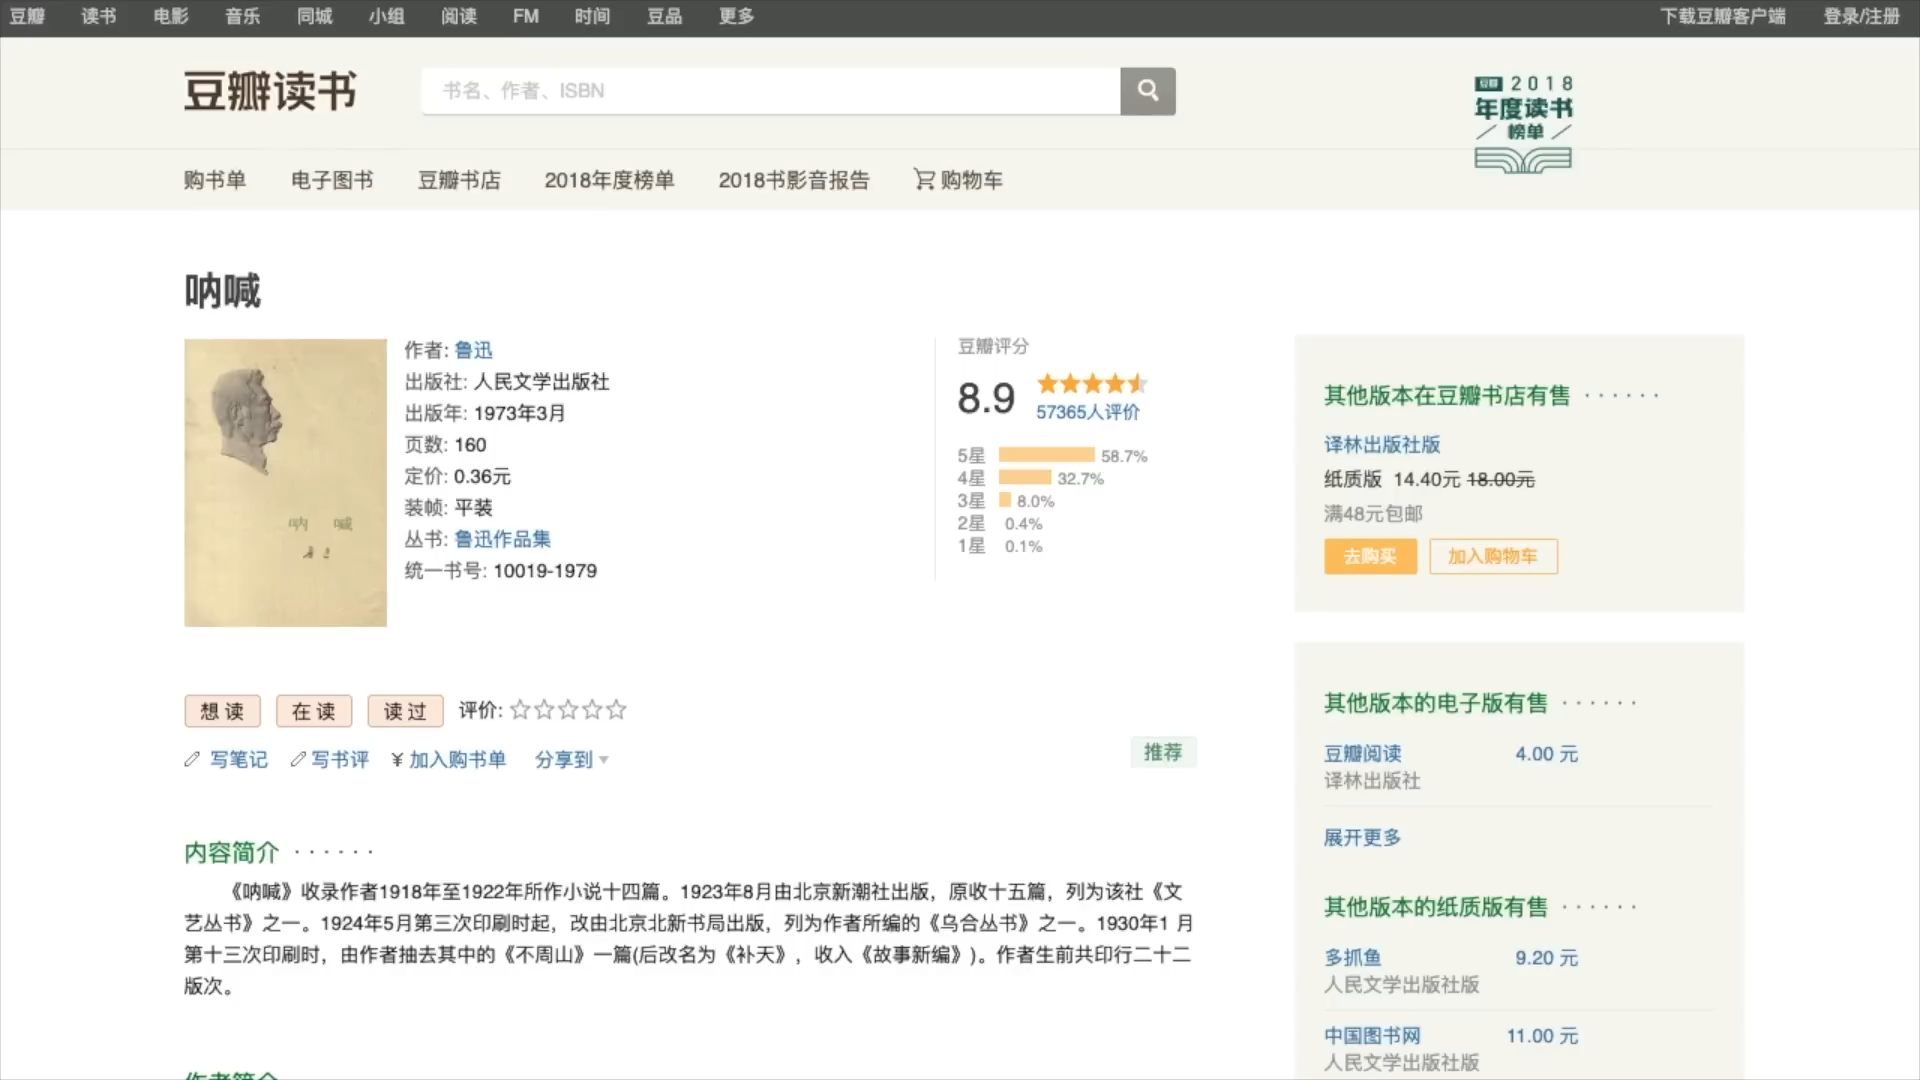 豆瓣 读书 电影 音乐 同城 小组 阅读 FM 时间 豆品 更多 下载豆瓣客户端 登录/注册
豆瓣读书
书名、作者、ISBN
豆瓣 2018
年度读书
榜单
购书单 电子图书 豆瓣书店 2018年度榜单 2018书影音报告 购物车
呐喊
呐 喊
作者: 鲁迅
出版社: 人民文学出版社
出版年: 1973年3月
页数: 160
定价: 0.36元
装帧: 平装
丛书: 鲁迅作品集
统一书号: 10019-1979
豆瓣评分
8.9
57365人评价
5星 58.7%
4星 32.7%
3星 8.0%
2星 0.4%
1星 0.1%
想读 在读 读过 评价:
写笔记 写书评 ¥加入购书单 分享到
推荐
内容简介 · · · · · ·
《呐喊》收录作者1918年至1922年所作小说十四篇。1923年8月由北京新潮社出版，原收十五篇，列为该社《文
艺丛书》之一。1924年5月第三次印刷时起，改由北京北新书局出版，列为作者所编的《乌合丛书》之一。1930年1 月
第十三次印刷时，由作者抽去其中的《不周山》一篇(后改名为《补天》，收入《故事新编》)。作者生前共印行二十二
版次。
作者简介
其他版本在豆瓣书店有售 · · · · · ·
译林出版社版
纸质版 14.40元 18.00元
满48元包邮
去购买 加入购物车
其他版本的电子版有售 · · · · · ·
豆瓣阅读 4.00 元
译林出版社
展开更多
其他版本的纸质版有售 · · · · · ·
多抓鱼 9.20 元
人民文学出版社版
中国图书网 11.00 元
人民文学出版社版